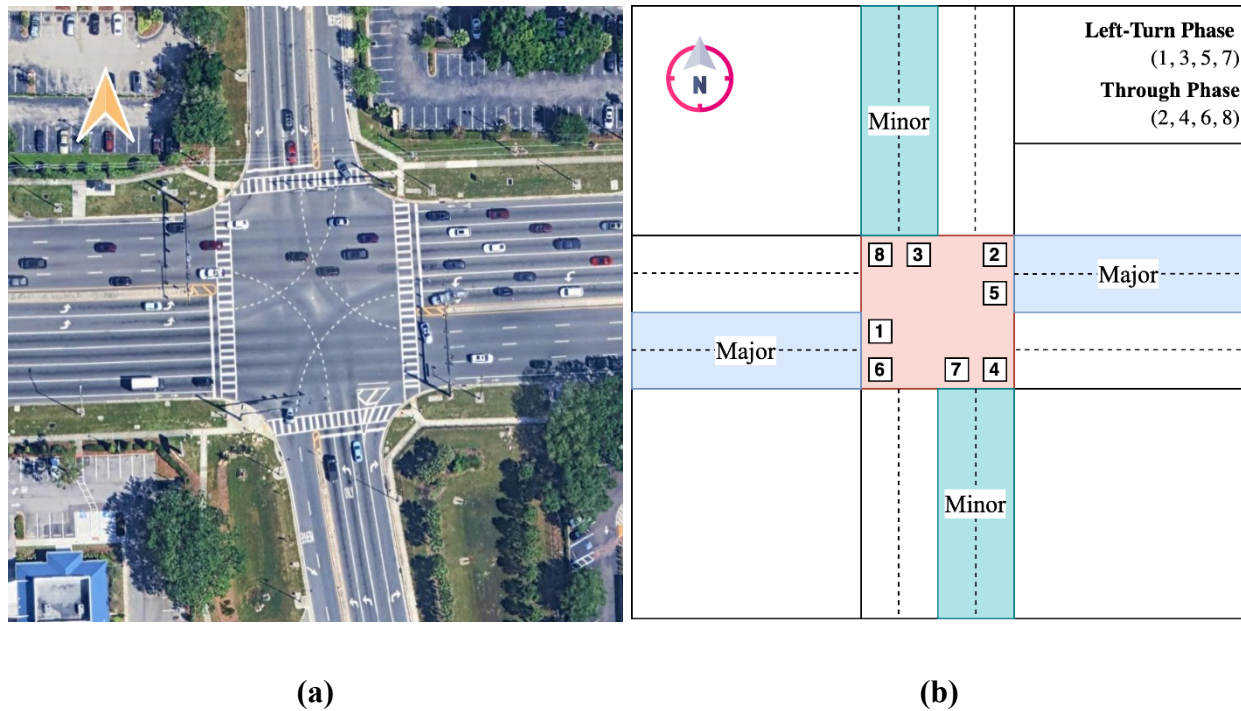 N
Left-Turn Phase
(1, 3, 5, 7)
Through Phase
(2, 4, 6, 8)
Minor
8 3 2
5
Major
1
Major
6 7 4
Minor
(a) (b)